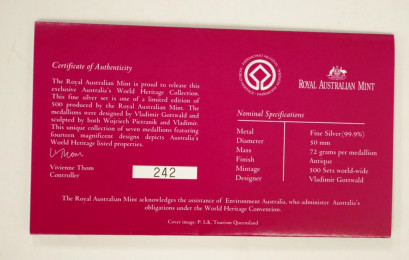 Certificate of Authenticity
The Royal Australian Mint is proud to release this
exclusive Australia's World Heritage Collection.
This fine silver set is one of a limited edition of
500 produced by the Royal Australian Mint. The
medallions were designed by Vladimir Gottwald and
sculpted by both Wojciech Pietranik and Vladimir.
This unique collection of seven medallions featuring
fourteen magnificent designs depicts Australia's
World Heritage listed properties.
Vivienne Thom
Controller
242
ROYAL AUSTRALIAN MINT
Nominal Specifications
Metal Fine Silver(99.9%)
Diameter 50 mm
Mass 72 grams per medallion
Finish Antique
Mintage 500 Sets world-wide
Designer Vladimir Gottwald
The Royal Australian Mint acknowledges the assistance of Environment Australia, who administer Australia's
obligations under the World Heritage Convention.
Cover image: P. Lik. Tourism Queensland